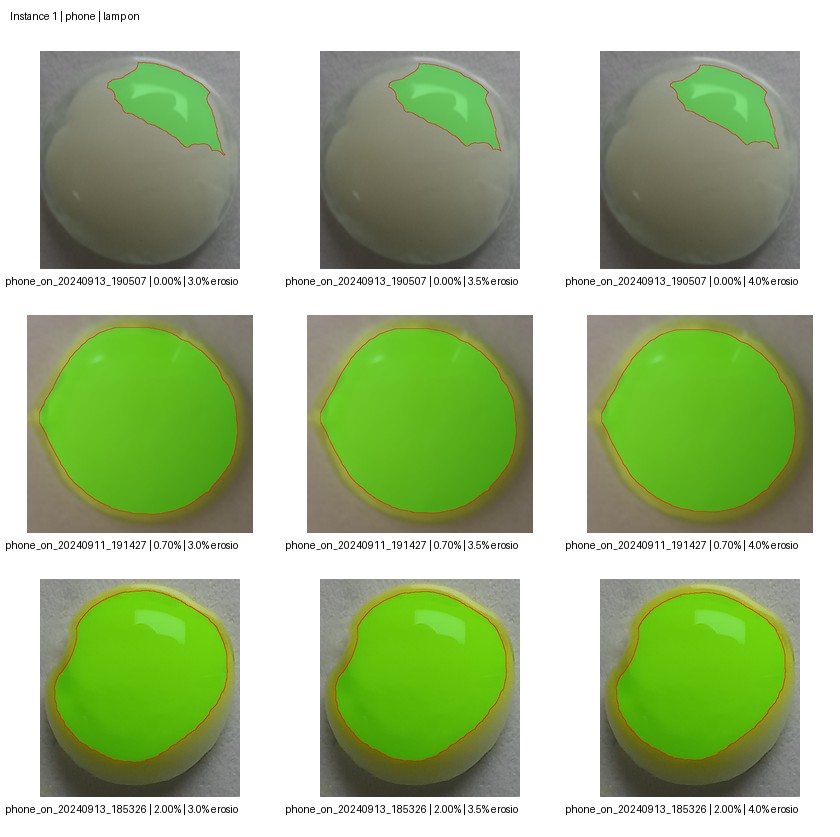 Instance 1 | phone | lamp on
phone_on_20240913_190507 | 0.00% | 3.0% erosio
phone_on_20240913_190507 | 0.00% | 3.5% erosio
phone_on_20240913_190507 | 0.00% | 4.0% erosio
phone_on_20240911_191427 | 0.70% | 3.0% erosio
phone_on_20240911_191427 | 0.70% | 3.5% erosio
phone_on_20240911_191427 | 0.70% | 4.0% erosio
phone_on_20240913_185326 | 2.00% | 3.0% erosio
phone_on_20240913_185326 | 2.00% | 3.5% erosio
phone_on_20240913_185326 | 2.00% | 4.0% erosio